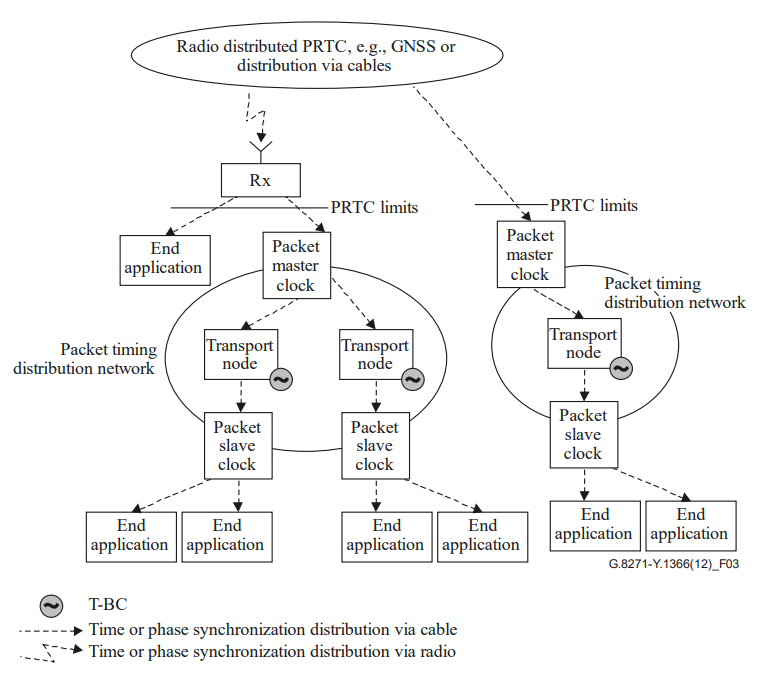 Radio distributed PRTC, e.g., GNSS or
distribution via cables
Rx
PRTC limits
PRTC limits
End
application
Packet
master
clock
Packet
master
clock
Packet timing
distribution network
Packet timing
distribution network
Transport
node
Transport
node
Transport
node
Packet
slave
clock
Packet
slave
clock
Packet
slave
clock
End
application
End
application
End
application
End
application
End
application
End
application
G.8271-Y.1366(12)_F03
T-BC
Time or phase synchronization distribution via cable
Time or phase synchronization distribution via radio